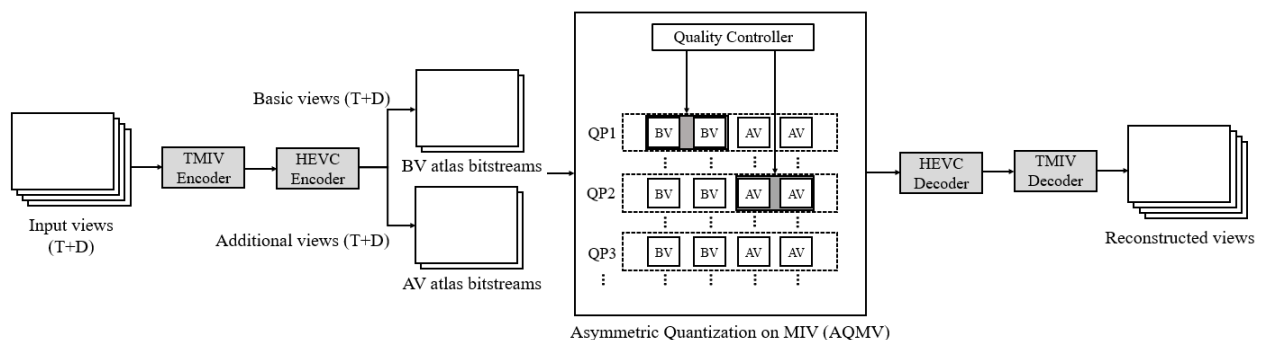 Input views
(T+D)
TMIV
Encoder
HEVC
Encoder
Basic views (T+D)
BV atlas bitstreams
Additional views (T+D)
AV atlas bitstreams
Quality Controller
QP1 BV BV AV AV
QP2 BV BV AV AV
QP3 BV BV AV AV
Asymmetric Quantization on MIV (AQMV)
HEVC
Decoder
TMIV
Decoder
Reconstructed views